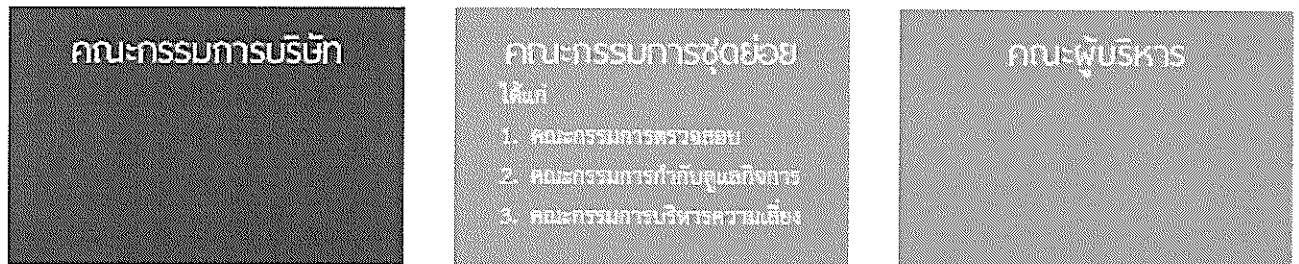 คณะกรรมการบริษัท
คณะกรรมการชุดย่อย
ได้แก่
1. คณะกรรมการตรวจสอบ
2. คณะกรรมการกำกับดูแลกิจการ
3. คณะกรรมการบริหารความเสี่ยง
คณะผู้บริหาร